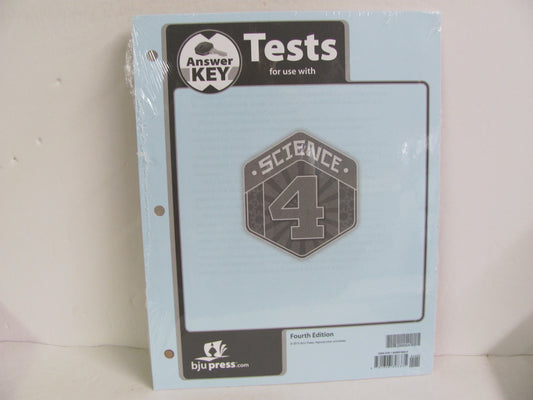 Answer
KEY
Tests
for use with
SCIENCE
4
Fourth Edition
bjupress.com